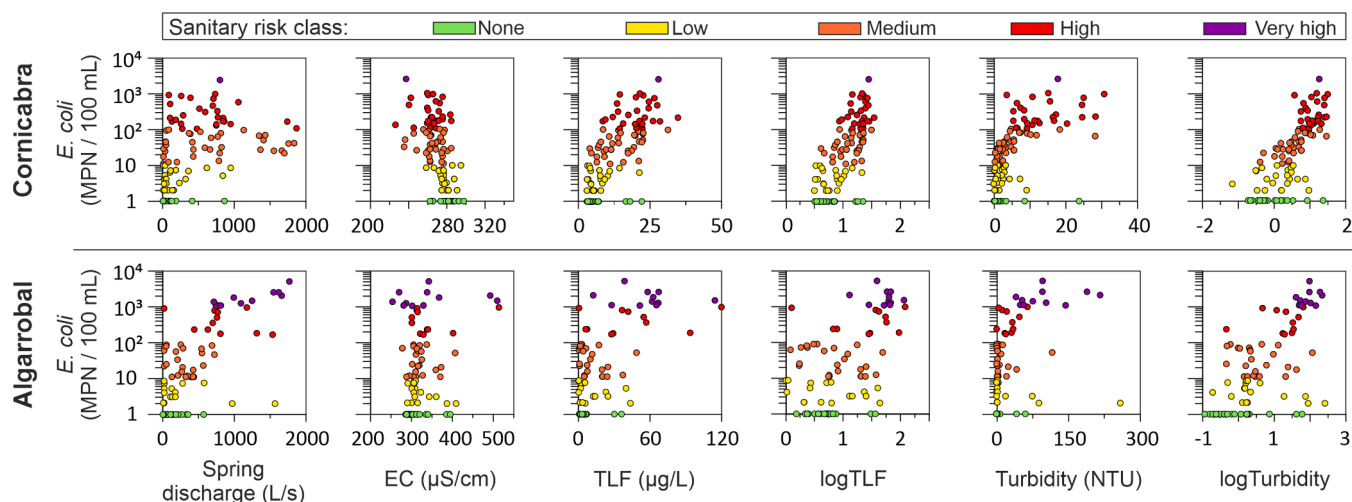 Sanitary risk class: None Low Medium High Very high
Cornicabra
E. coli
(MPN / 100 mL)
10⁴
10³
10²
10
1
0 1000 2000
200 280 320
0 25 50
0 1 2
0 20 40
-2 0 2
Algarrobal
E. coli
(MPN / 100 mL)
10⁴
10³
10²
10
1
0 1000 2000
200 300 400 500
0 60 120
0 1 2
0 150 300
-1 1 3
Spring
discharge (L/s)
EC (µS/cm)
TLF (µg/L)
logTLF
Turbidity (NTU)
logTurbidity